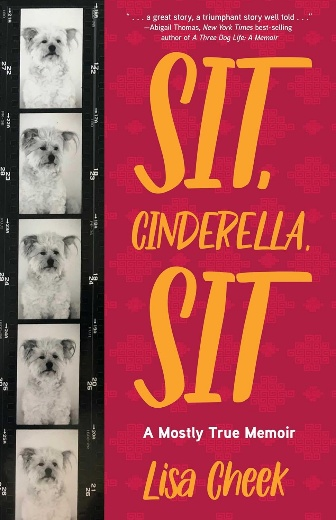 “. . . a great story, a triumphant story well told . . .”
—Abigail Thomas, New York Times best-selling
author of A Three Dog Life: A Memoir
SIT,
CINDERELLA,
SIT
A Mostly True Memoir
Lisa Cheek